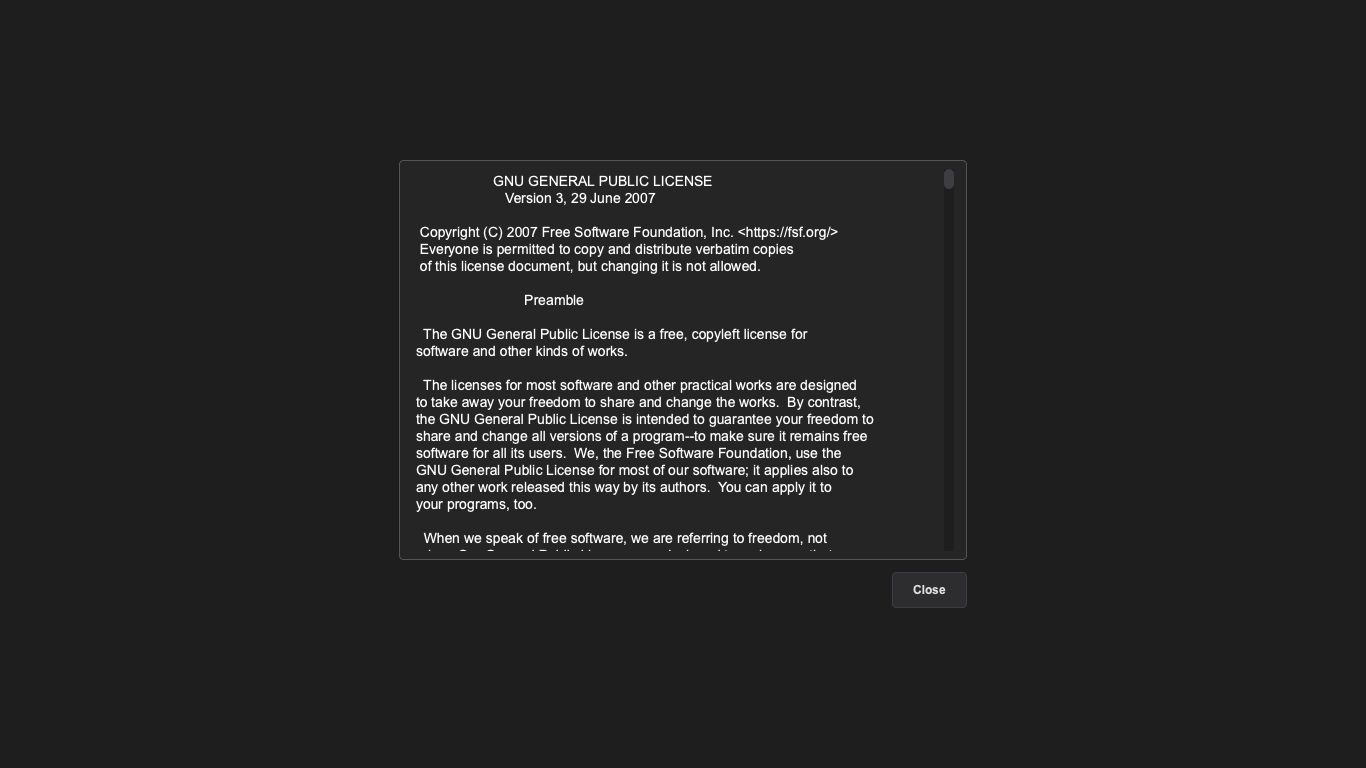 GNU GENERAL PUBLIC LICENSE
Version 3, 29 June 2007
Copyright (C) 2007 Free Software Foundation, Inc. <https://fsf.org/>
Everyone is permitted to copy and distribute verbatim copies
of this license document, but changing it is not allowed.
Preamble
The GNU General Public License is a free, copyleft license for
software and other kinds of works.
The licenses for most software and other practical works are designed
to take away your freedom to share and change the works.  By contrast,
the GNU General Public License is intended to guarantee your freedom to
share and change all versions of a program--to make sure it remains free
software for all its users.  We, the Free Software Foundation, use the
GNU General Public License for most of our software; it applies also to
any other work released this way by its authors.  You can apply it to
your programs, too.
When we speak of free software, we are referring to freedom, not
Close